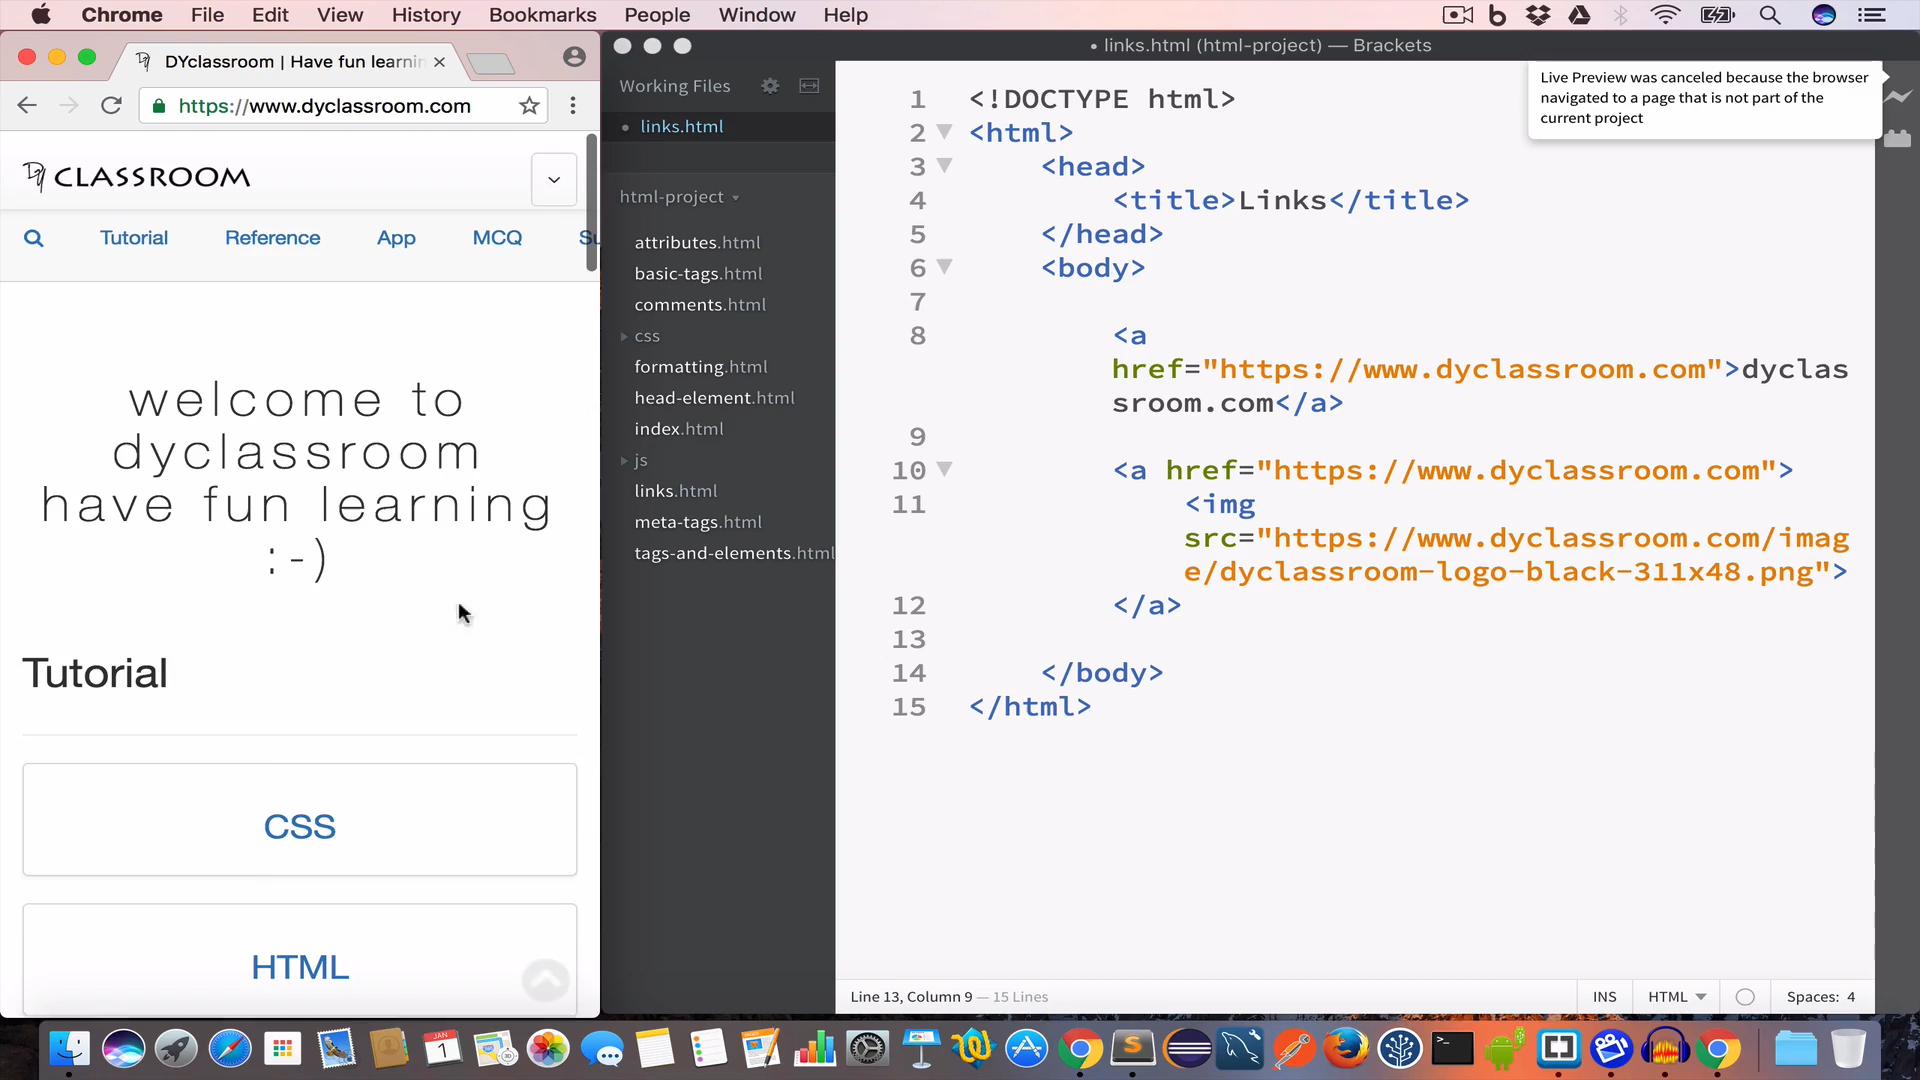 Chrome File Edit View History Bookmarks People Window Help
DYclassroom | Have fun learnin
https://www.dyclassroom.com
DY CLASSROOM
Tutorial Reference App MCQ Su
welcome to
dyclassroom
have fun learning
:-)
Tutorial
CSS
HTML
• links.html (html-project) — Brackets
Working Files
• links.html
html-project
attributes.html
basic-tags.html
comments.html
css
formatting.html
head-element.html
index.html
js
links.html
meta-tags.html
tags-and-elements.html
1 <!DOCTYPE html>
2 <html>
3 <head>
4 <title>Links</title>
5 </head>
6 <body>
7
8 <a
href="https://www.dyclassroom.com">dyclas
sroom.com</a>
9
10 <a href="https://www.dyclassroom.com">
11 <img
src="https://www.dyclassroom.com/imag
e/dyclassroom-logo-black-311x48.png">
12 </a>
13
14 </body>
15 </html>
Live Preview was canceled because the browser
navigated to a page that is not part of the
current project
Line 13, Column 9 — 15 Lines
INS HTML Spaces: 4
JAN
1